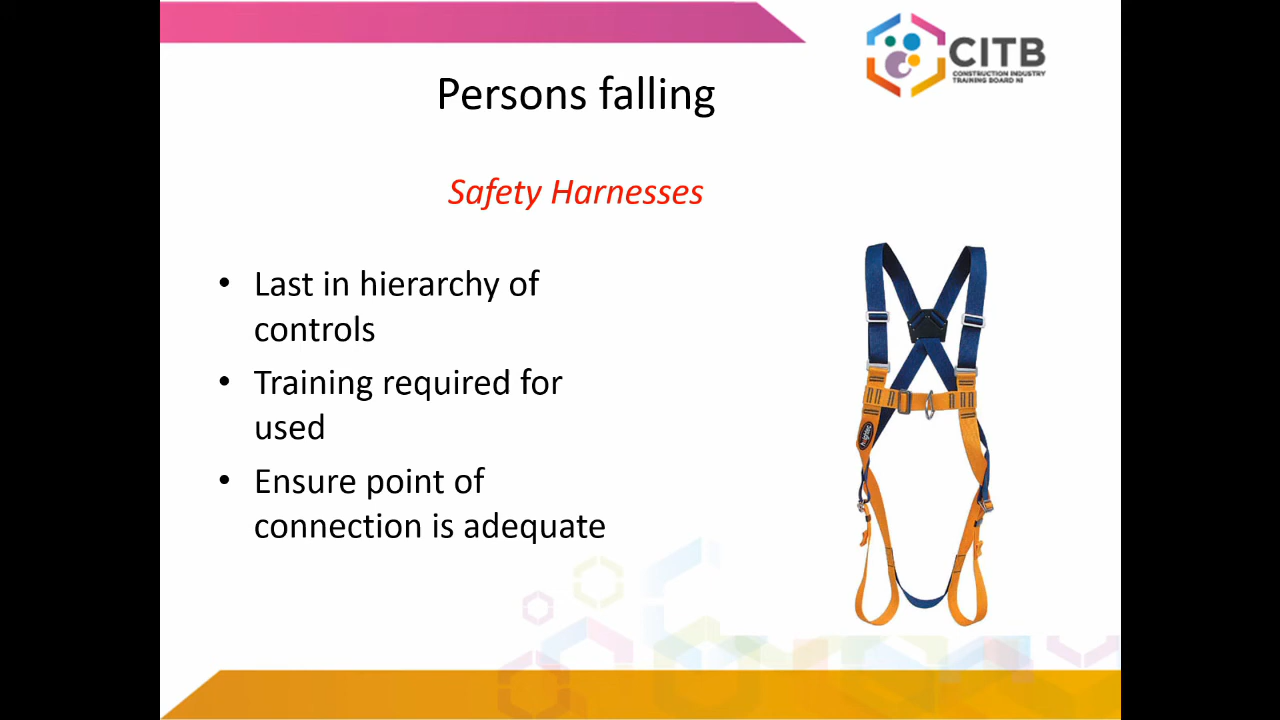 CITB
CONSTRUCTION INDUSTRY
TRAINING BOARD NI
Persons falling
Safety Harnesses
• Last in hierarchy of
controls
• Training required for
used
• Ensure point of
connection is adequate